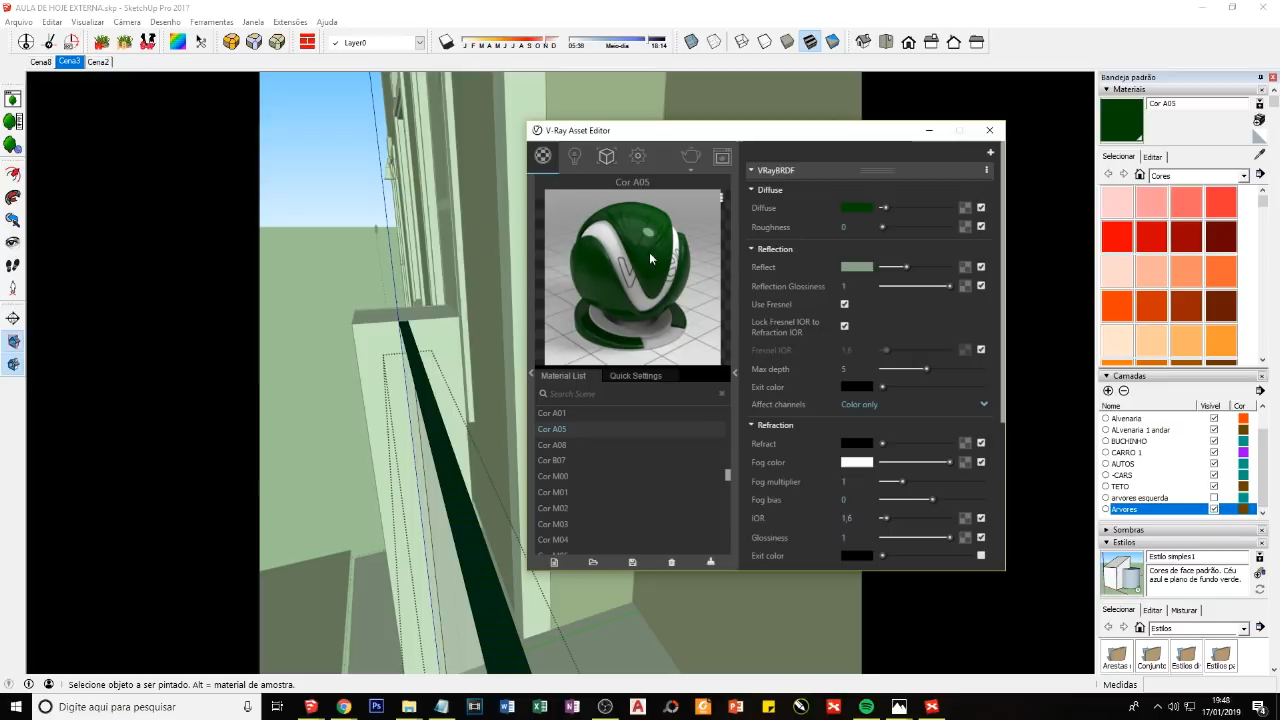 AULA DE HOJE EXTERNA.skp - SketchUp Pro 2017
Arquivo Editar Visualizar Câmera Desenho Ferramentas Janela Extensões Ajuda
Layer0
J F M A M J J A S O N D
05:38 Meio-dia 18:14
Cena8 Cena3 Cena2
V-Ray Asset Editor
Cor A05
Material List Quick Settings
Search Scene
Cor A01
Cor A05
Cor A08
Cor B07
Cor M00
Cor M01
Cor M02
Cor M03
Cor M04
VRayBRDF
Diffuse
Diffuse
Roughness 0
Reflection
Reflect
Reflection Glossiness 1
Use Fresnel
Lock Fresnel IOR to
Refraction IOR
Fresnel IOR 1,6
Max depth 5
Exit color
Affect channels Color only
Refraction
Refract
Fog color
Fog multiplier 1
Fog bias 0
IOR 1,6
Glossiness 1
Exit color
Bandeja padrão
Materiais
Cor A05
Selecionar Editar
Cores
Camadas
Nome Visível Cor
Alvenaria
ALvenaria 1 andar
BUCHINHO
CARRO 1
AUTOS
-CARS
TETO
arvores esquerda
Arvores
Sombras
Estilos
Estilo simples1
Cores de face padrão. Céu
azul e plano de fundo verde.
Selecionar Editar Misturar
Estilos
Arestas Conjunto Estilos di Estilos pa
Selecione objeto a ser pintado. Alt = material de amostra.
Medidas
Digite aqui para pesquisar
19:48
17/01/2019